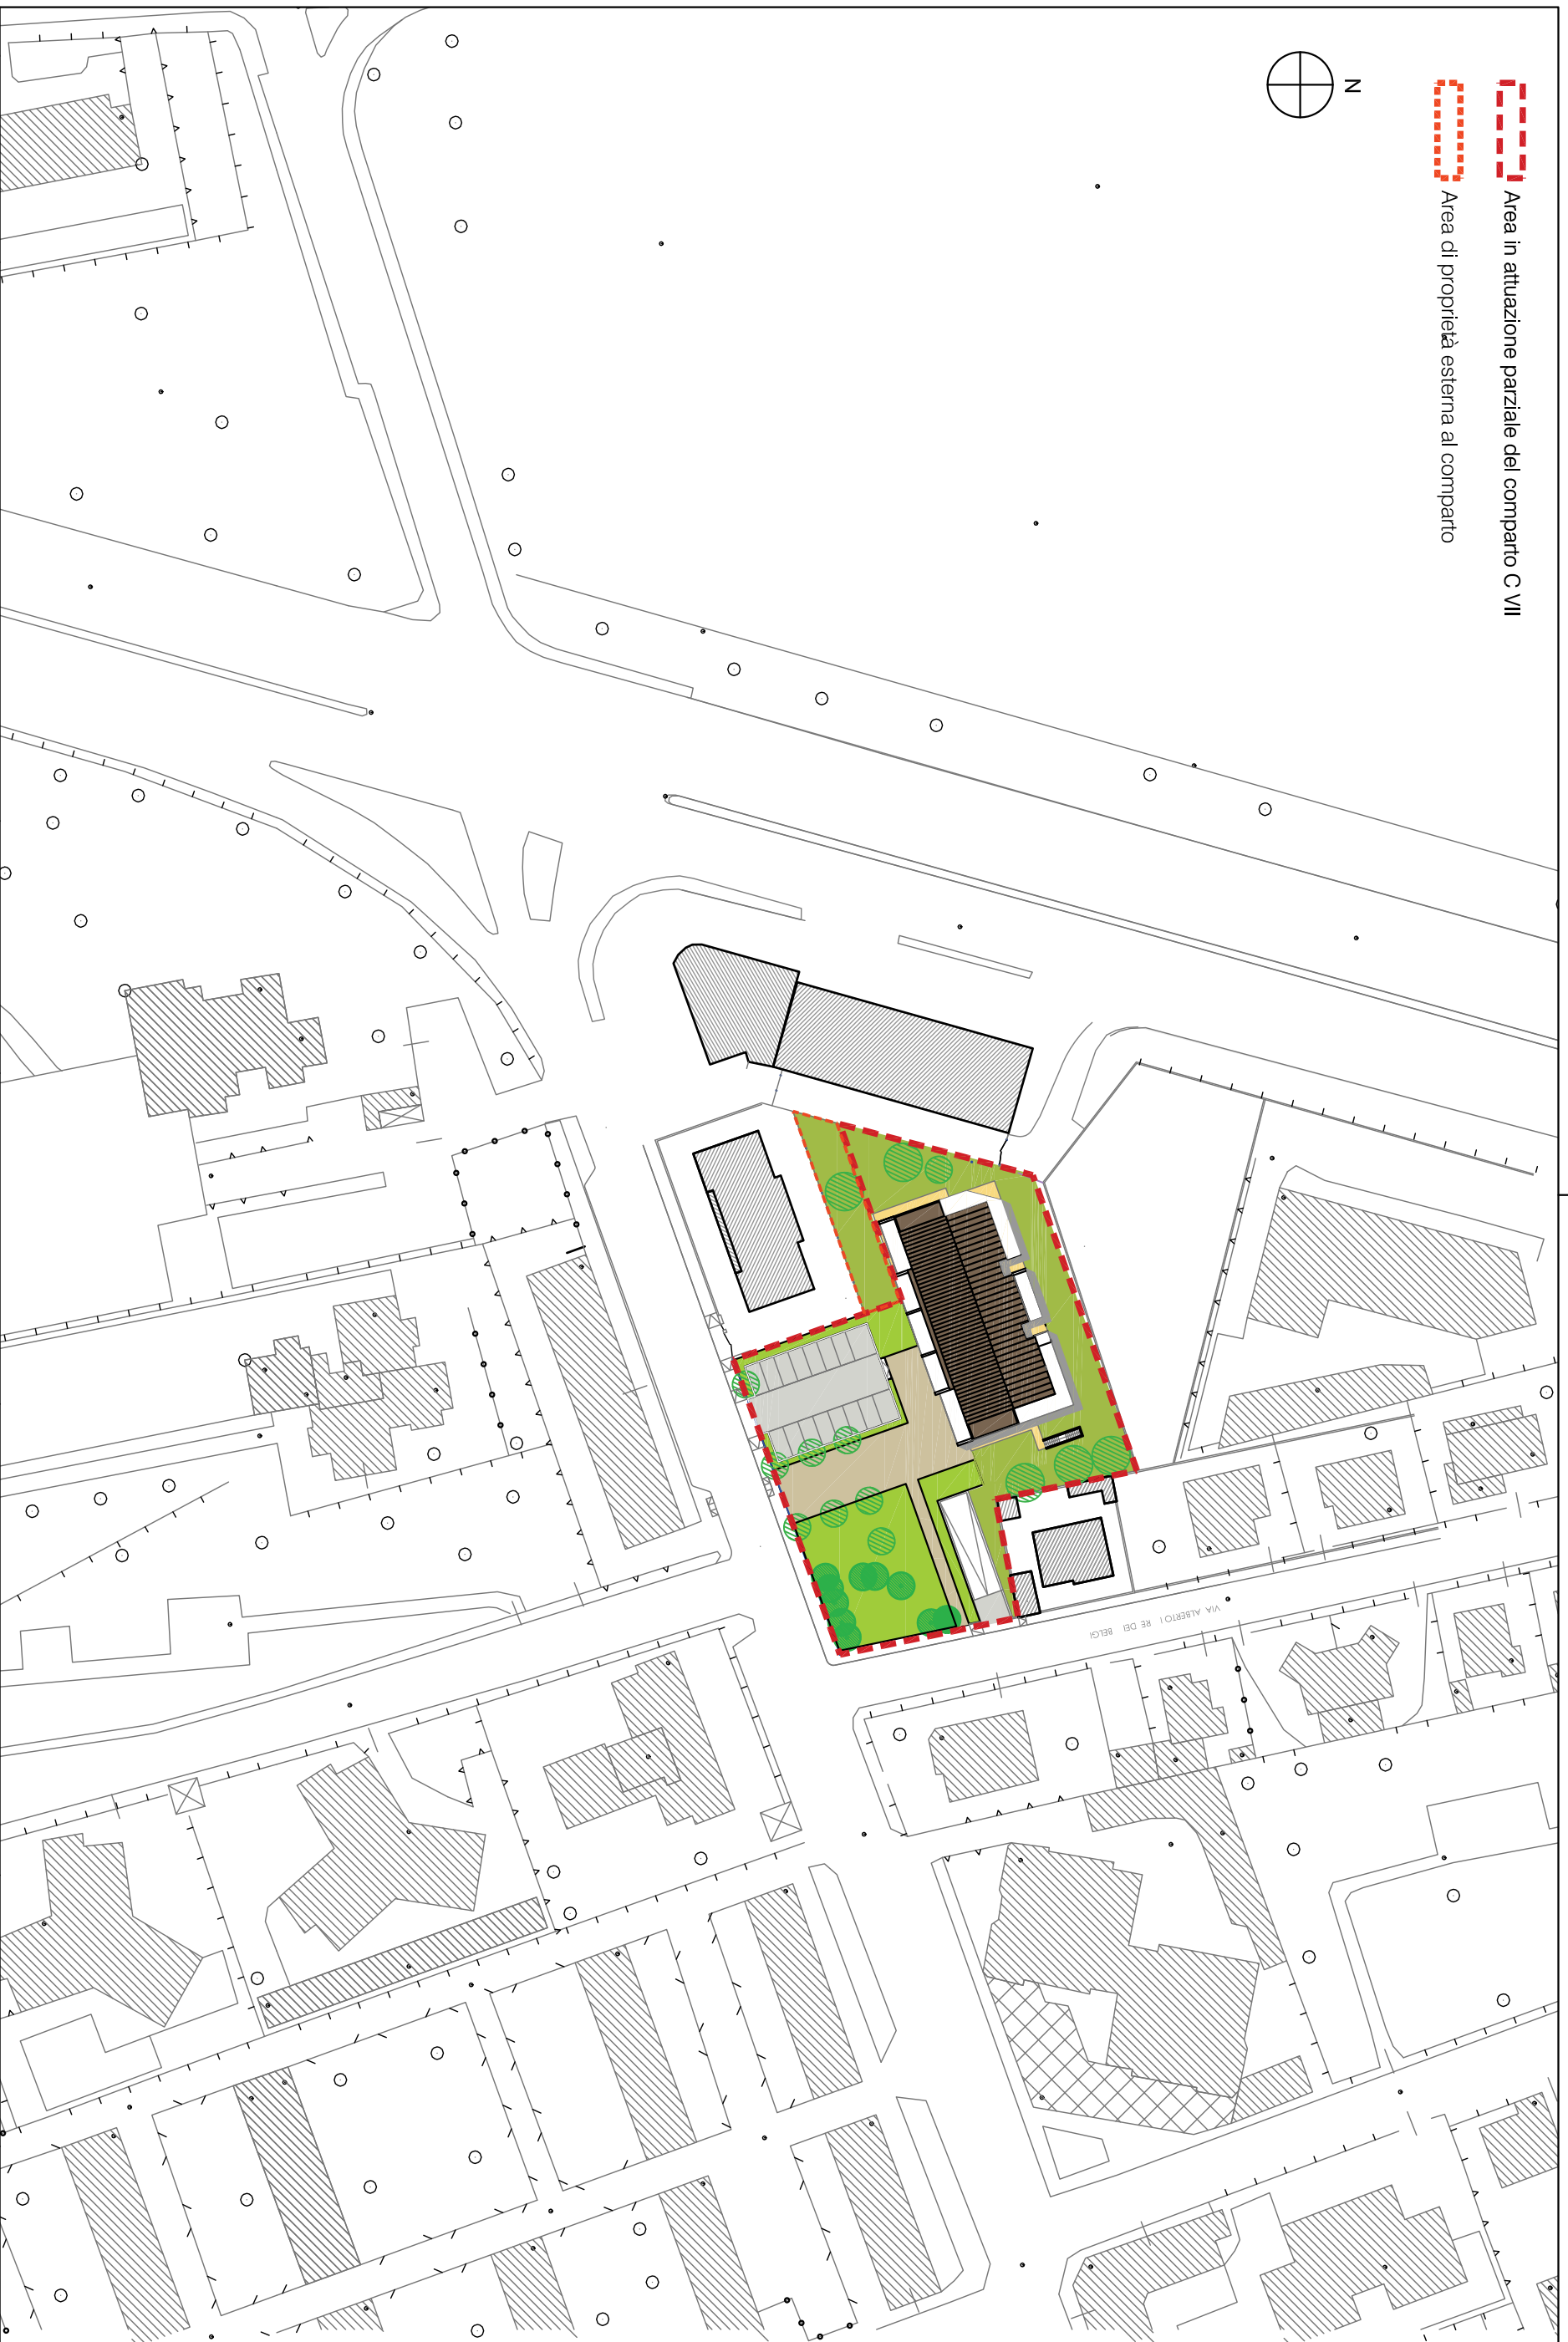 N
Area in attuazione parziale del comparto C VII
Area di proprietà esterna al comparto
VIA ALBERTO I RE DEI BELGI